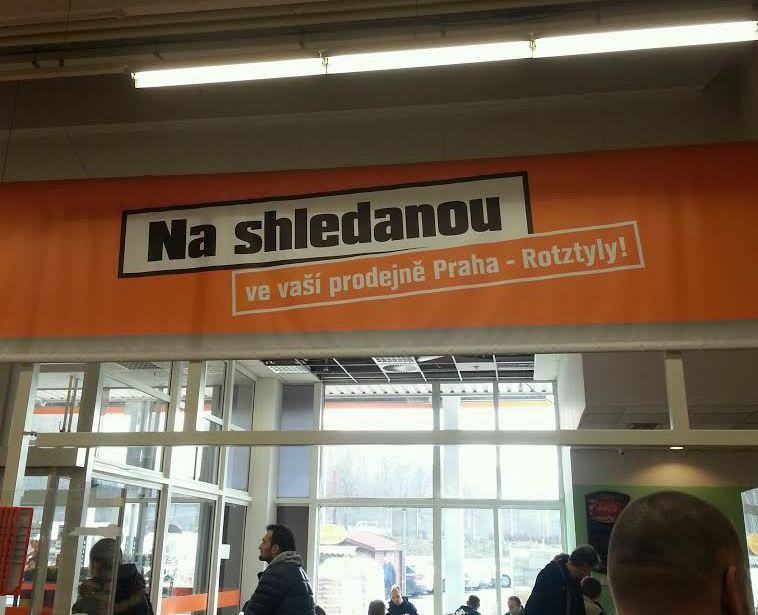 Na shledanou
ve vaší prodejně Praha - Rotztyly!